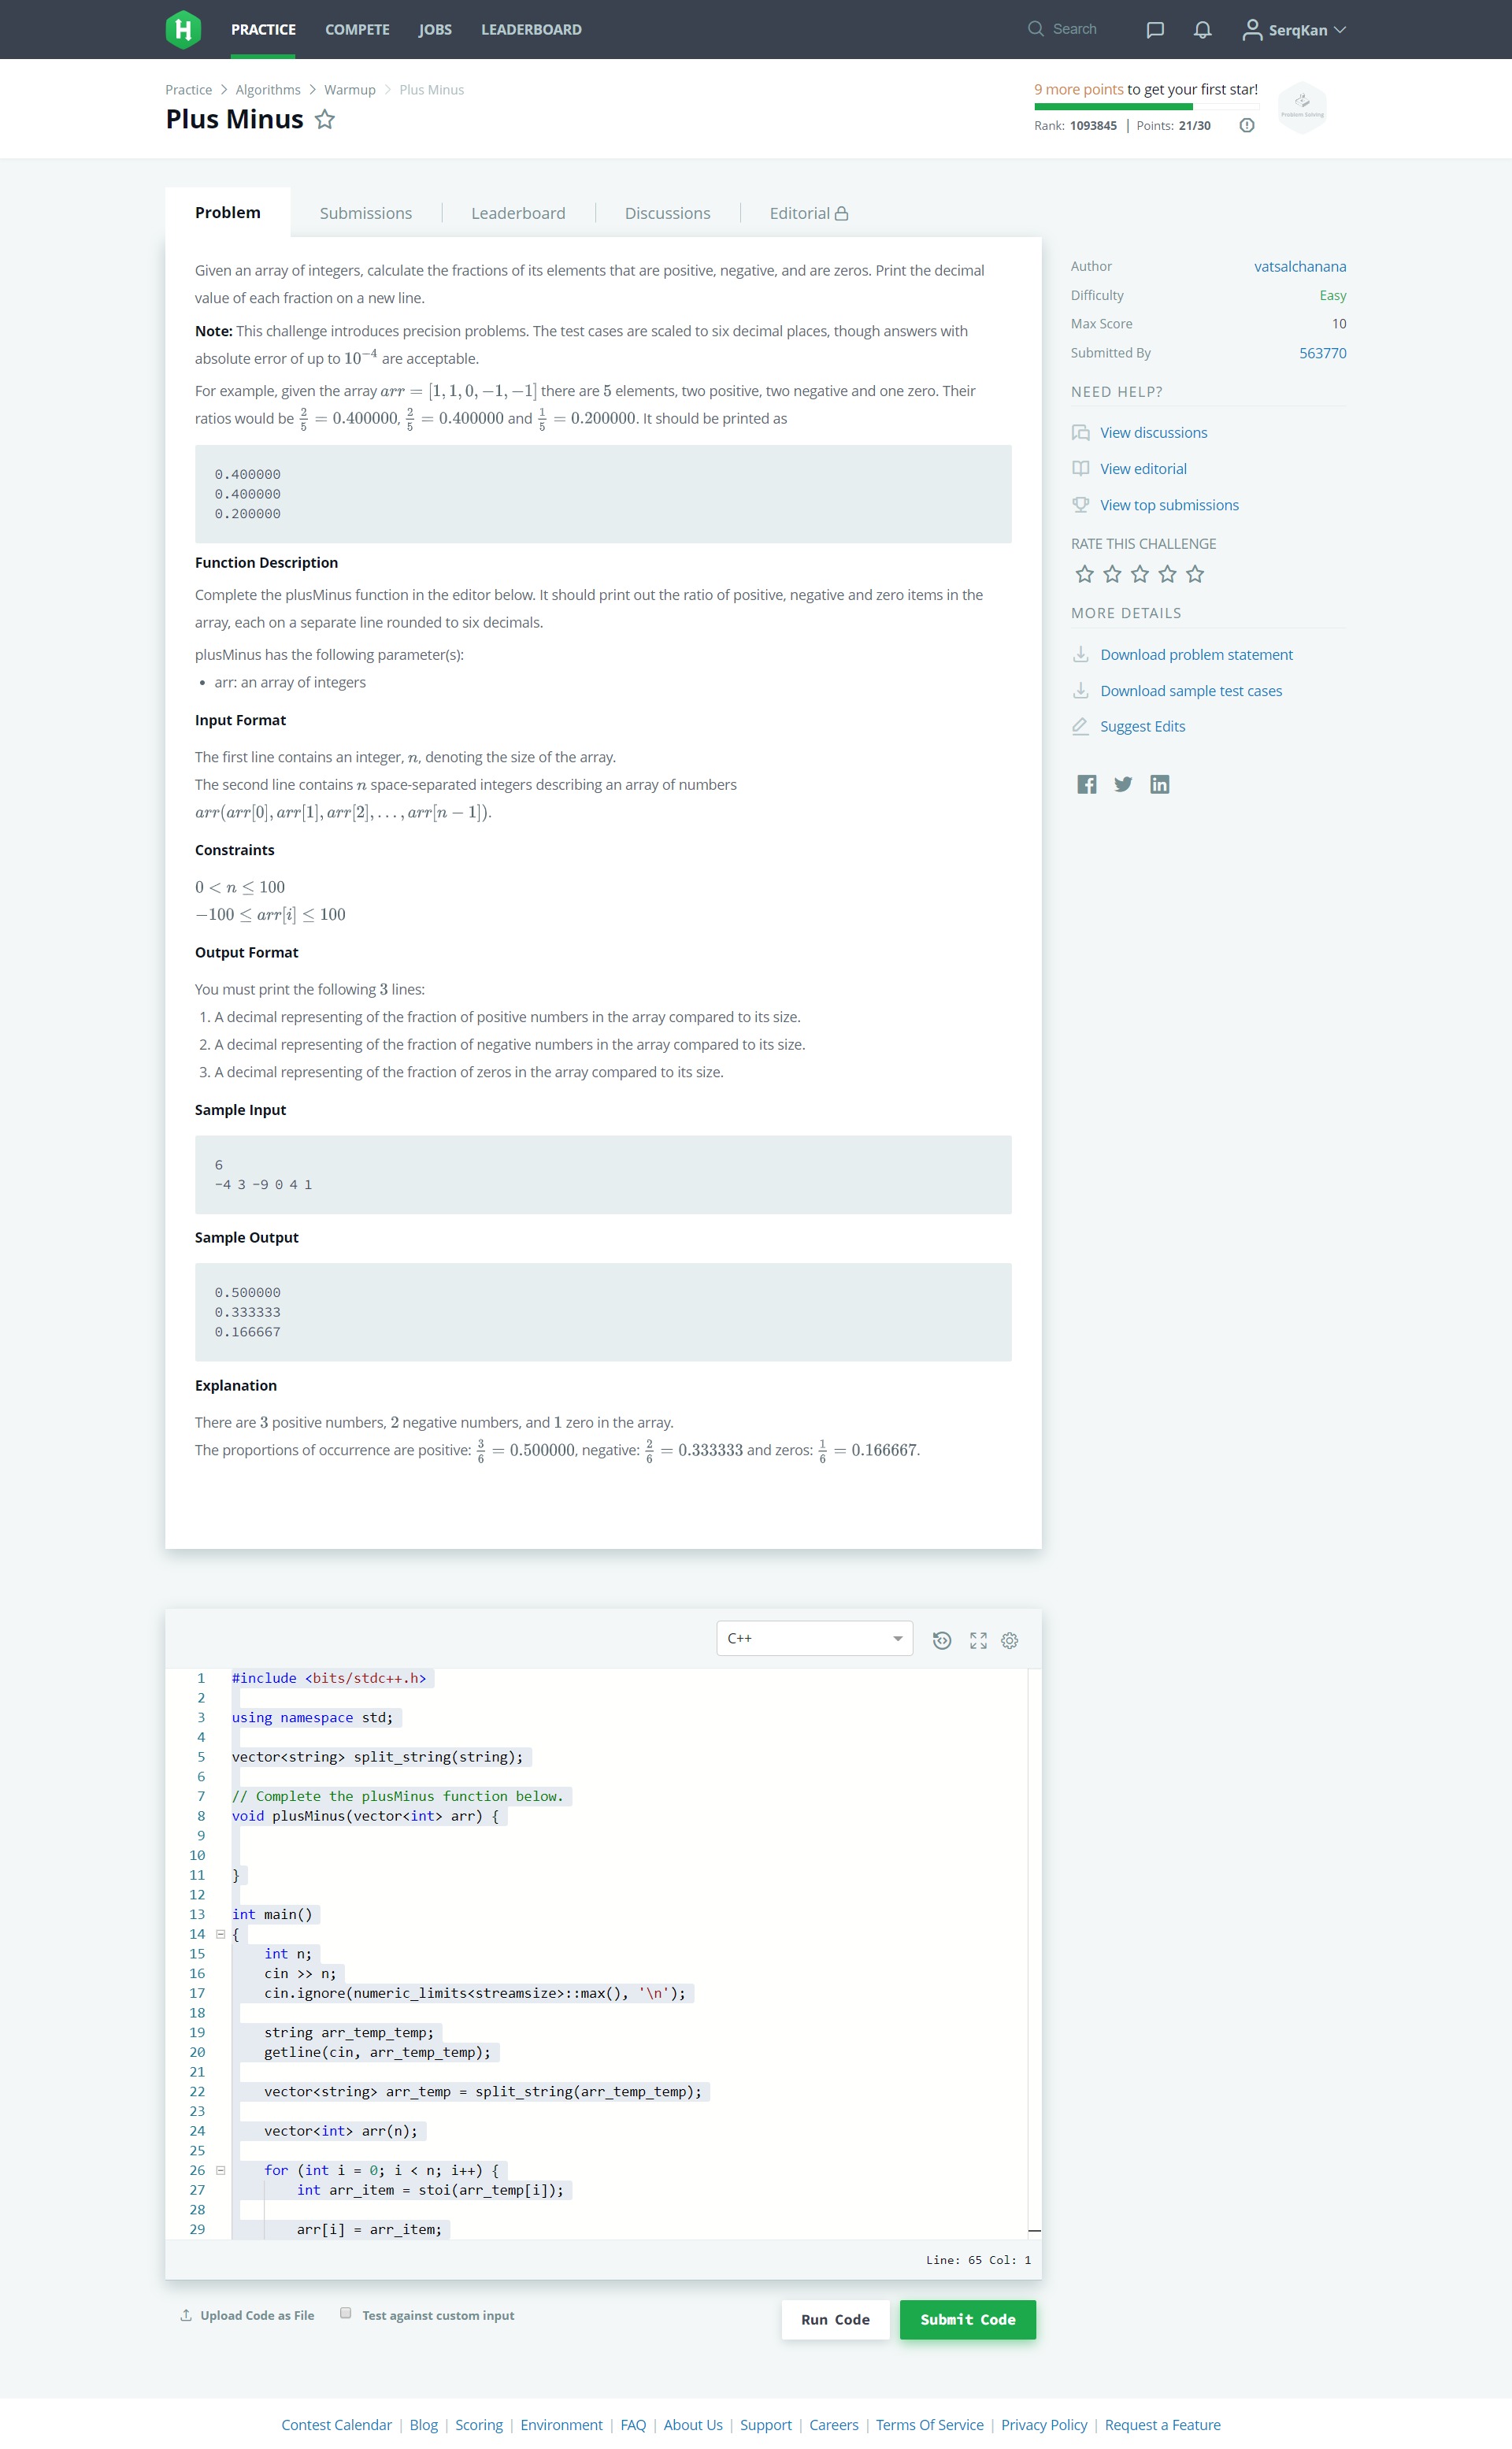 PRACTICE COMPETE JOBS LEADERBOARD Search SerqKan
Practice > Algorithms > Warmup > Plus Minus
Plus Minus
9 more points to get your first star!
Rank: 1093845 | Points: 21/30
Problem Solving
Problem Submissions Leaderboard Discussions Editorial
Given an array of integers, calculate the fractions of its elements that are positive, negative, and are zeros. Print the decimal
value of each fraction on a new line.
Note: This challenge introduces precision problems. The test cases are scaled to six decimal places, though answers with
absolute error of up to 10⁻⁴ are acceptable.
For example, given the array arr = [1, 1, 0, −1, −1] there are 5 elements, two positive, two negative and one zero. Their
ratios would be 2/5 = 0.400000, 2/5 = 0.400000 and 1/5 = 0.200000. It should be printed as
0.400000
0.400000
0.200000
Function Description
Complete the plusMinus function in the editor below. It should print out the ratio of positive, negative and zero items in the
array, each on a separate line rounded to six decimals.
plusMinus has the following parameter(s):
• arr: an array of integers
Input Format
The first line contains an integer, n, denoting the size of the array.
The second line contains n space-separated integers describing an array of numbers
arr(arr[0], arr[1], arr[2], . . . , arr[n − 1]).
Constraints
0 < n ≤ 100
−100 ≤ arr[i] ≤ 100
Output Format
You must print the following 3 lines:
1. A decimal representing of the fraction of positive numbers in the array compared to its size.
2. A decimal representing of the fraction of negative numbers in the array compared to its size.
3. A decimal representing of the fraction of zeros in the array compared to its size.
Sample Input
6
-4 3 -9 0 4 1
Sample Output
0.500000
0.333333
0.166667
Explanation
There are 3 positive numbers, 2 negative numbers, and 1 zero in the array.
The proportions of occurrence are positive: 3/6 = 0.500000, negative: 2/6 = 0.333333 and zeros: 1/6 = 0.166667.
Author vatsalchanana
Difficulty Easy
Max Score 10
Submitted By 563770
NEED HELP?
View discussions
View editorial
View top submissions
RATE THIS CHALLENGE
MORE DETAILS
Download problem statement
Download sample test cases
Suggest Edits
C++
1 #include <bits/stdc++.h>
2
3 using namespace std;
4
5 vector<string> split_string(string);
6
7 // Complete the plusMinus function below.
8 void plusMinus(vector<int> arr) {
9
10
11 }
12
13 int main()
14 {
15 int n;
16 cin >> n;
17 cin.ignore(numeric_limits<streamsize>::max(), '\n');
18
19 string arr_temp_temp;
20 getline(cin, arr_temp_temp);
21
22 vector<string> arr_temp = split_string(arr_temp_temp);
23
24 vector<int> arr(n);
25
26 for (int i = 0; i < n; i++) {
27 int arr_item = stoi(arr_temp[i]);
28
29 arr[i] = arr_item;
Line: 65 Col: 1
Upload Code as File Test against custom input Run Code Submit Code
Contest Calendar | Blog | Scoring | Environment | FAQ | About Us | Support | Careers | Terms Of Service | Privacy Policy | Request a Feature